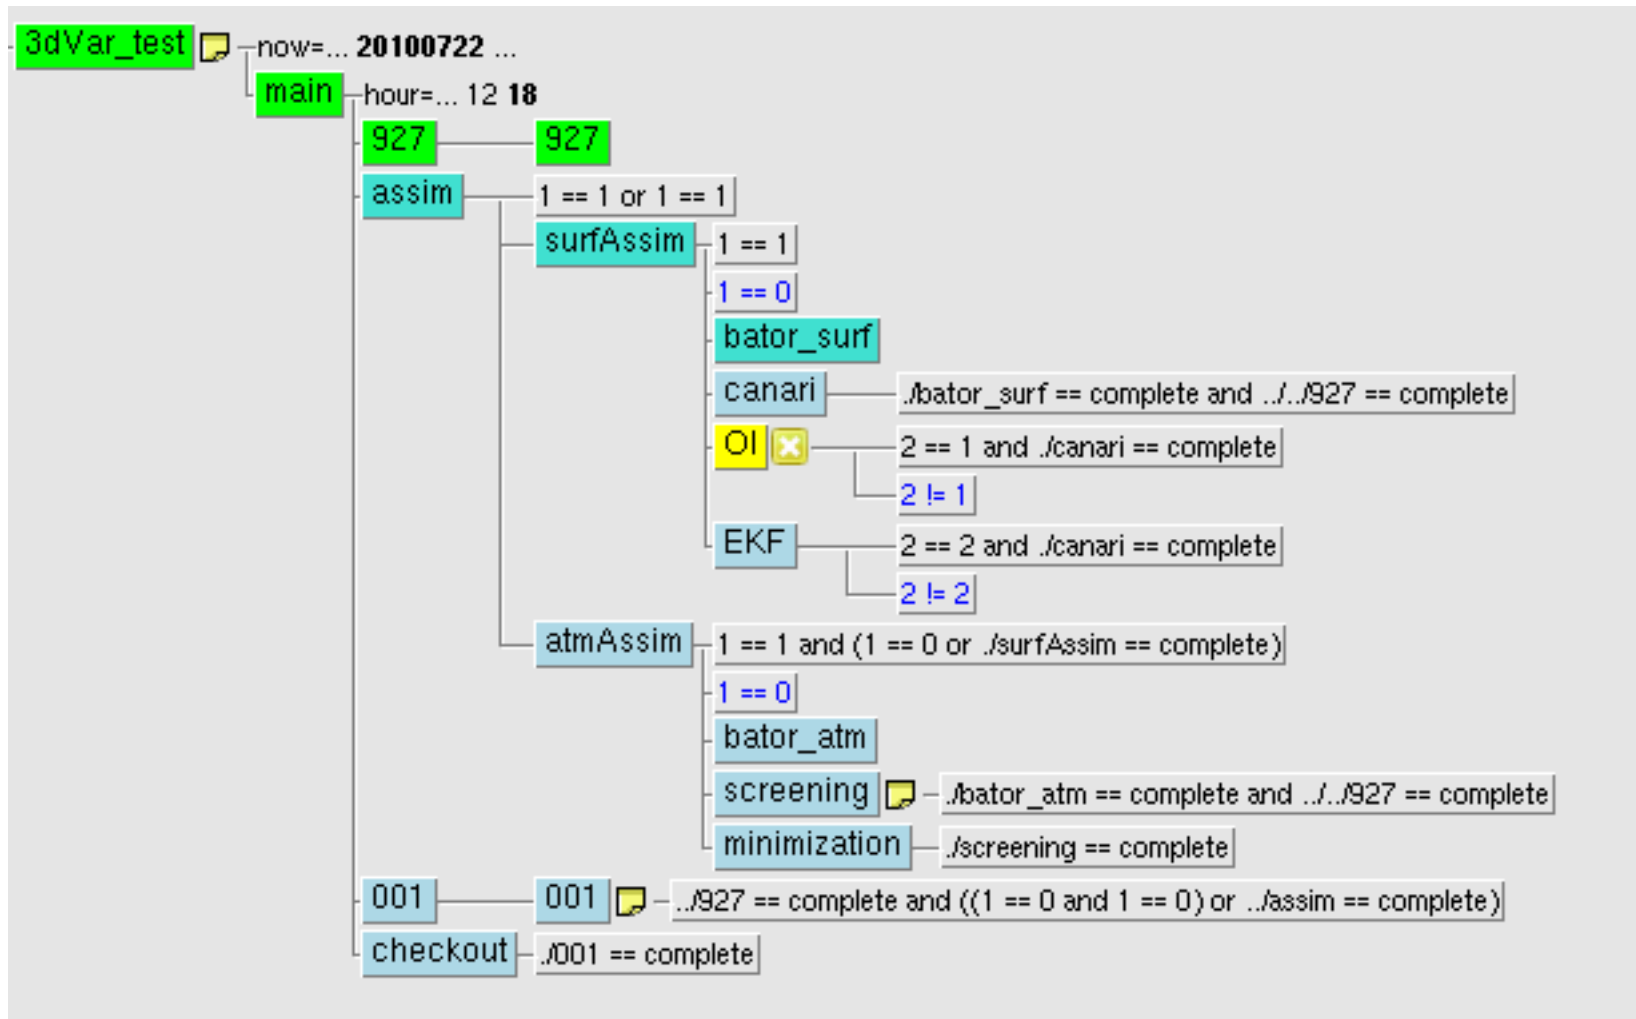 3dVar_test now=... 20100722 ...
main hour=... 12 18
927 927
assim 1 == 1 or 1 == 1
surfAssim 1 == 1
1 == 0
bator_surf
canari ./bator_surf == complete and ../../927 == complete
OI 2 == 1 and ./canari == complete
2 != 1
EKF 2 == 2 and ./canari == complete
2 != 2
atmAssim 1 == 1 and (1 == 0 or ./surfAssim == complete)
1 == 0
bator_atm
screening ./bator_atm == complete and ../../927 == complete
minimization ./screening == complete
001 001 ../927 == complete and ((1 == 0 and 1 == 0) or ../assim == complete)
checkout ./001 == complete